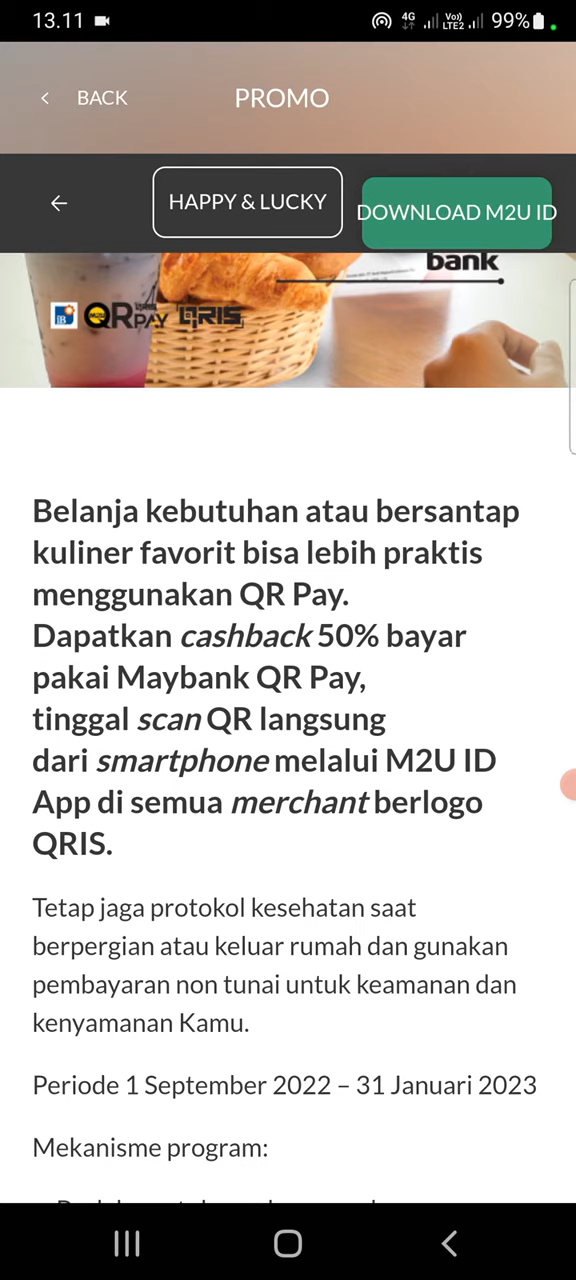 13.11
4G
Vo))
LTE2
99%
BACK
PROMO
HAPPY & LUCKY
DOWNLOAD M2U ID
bank
iB
QRPAY QRIS
Belanja kebutuhan atau bersantap
kuliner favorit bisa lebih praktis
menggunakan QR Pay.
Dapatkan cashback 50% bayar
pakai Maybank QR Pay,
tinggal scan QR langsung
dari smartphone melalui M2U ID
App di semua merchant berlogo
QRIS.
Tetap jaga protokol kesehatan saat
berpergian atau keluar rumah dan gunakan
pembayaran non tunai untuk keamanan dan
kenyamanan Kamu.
Periode 1 September 2022 – 31 Januari 2023
Mekanisme program: